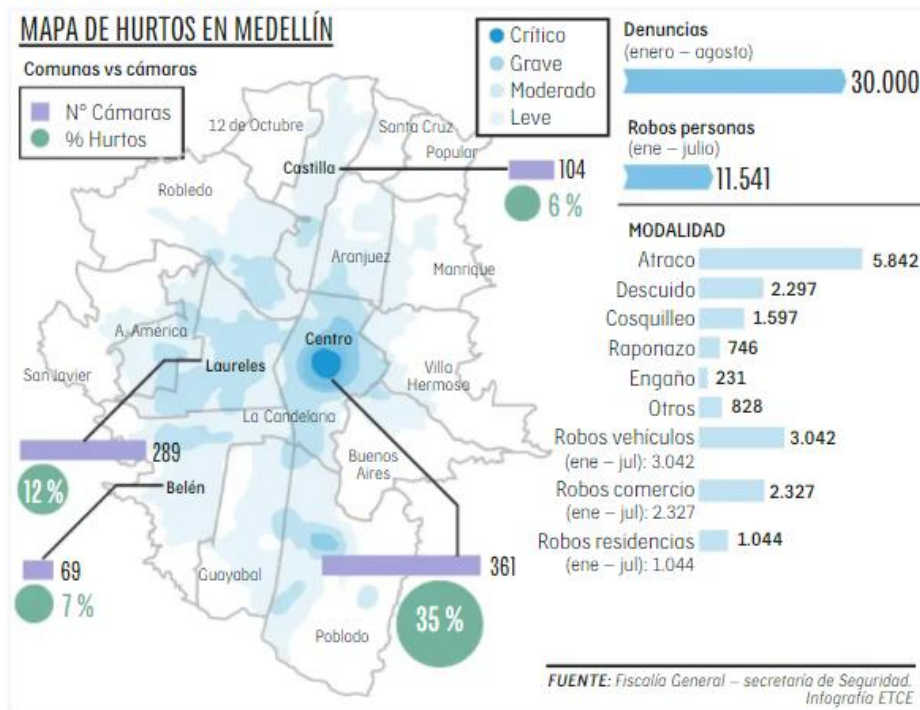 MAPA DE HURTOS EN MEDELLÍN
Comunas vs cámaras
N° Cámaras
% Hurtos
Crítico
Grave
Moderado
Leve
12 de Octubre
Santa Cruz
Popular
Castilla
104
6 %
Robledo
Aranjuez
Manrique
A. América
Centro
San Javier
Laureles
Villa
Hermosa
La Candelaria
Buenos
Aires
289
12 %
Belén
69
7 %
Guayabal
361
35 %
Poblado
Denuncias
(enero – agosto)
30.000
Robos personas
(ene – julio)
11.541
MODALIDAD
Atraco 5.842
Descuido 2.297
Cosquilleo 1.597
Raponazo 746
Engaño 231
Otros 828
Robos vehículos 3.042
(ene – jul): 3.042
Robos comercio 2.327
(ene – jul): 2.327
Robos residencias 1.044
(ene – jul): 1.044
FUENTE: Fiscalía General – secretaría de Seguridad.
Infografía ETCE